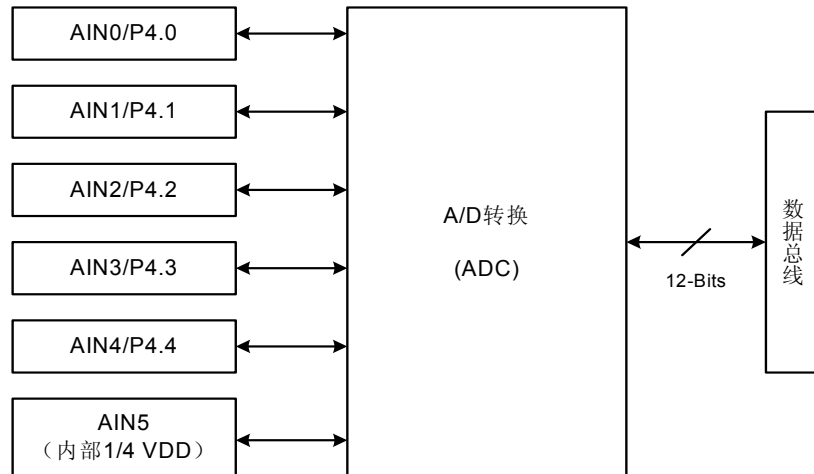 AIN0/P4.0
AIN1/P4.1
AIN2/P4.2
AIN3/P4.3
AIN4/P4.4
AIN5
（内部1/4 VDD）
A/D转换
(ADC)
12-Bits
数据总线